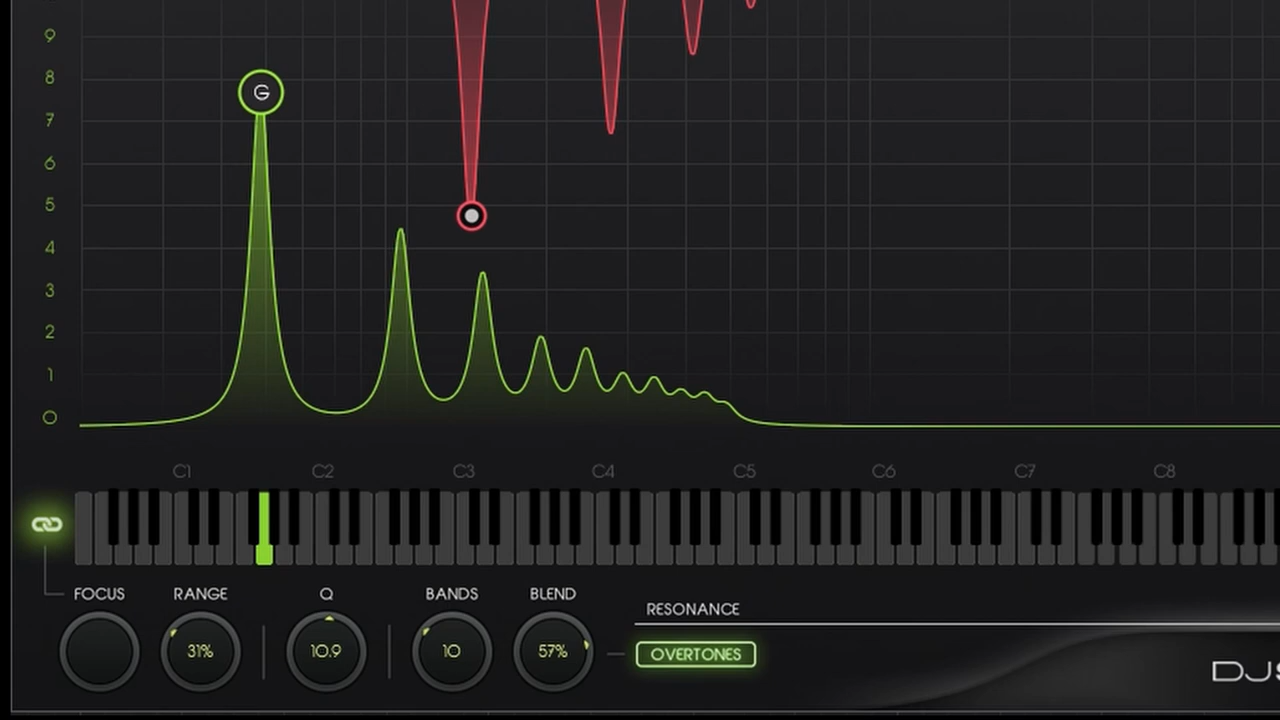 9
8
G
7
6
5
4
3
2
1
0
C1 C2 C3 C4 C5 C6 C7 C8
FOCUS RANGE Q BANDS BLEND
RESONANCE
31% 10.9 10 57% OVERTONES